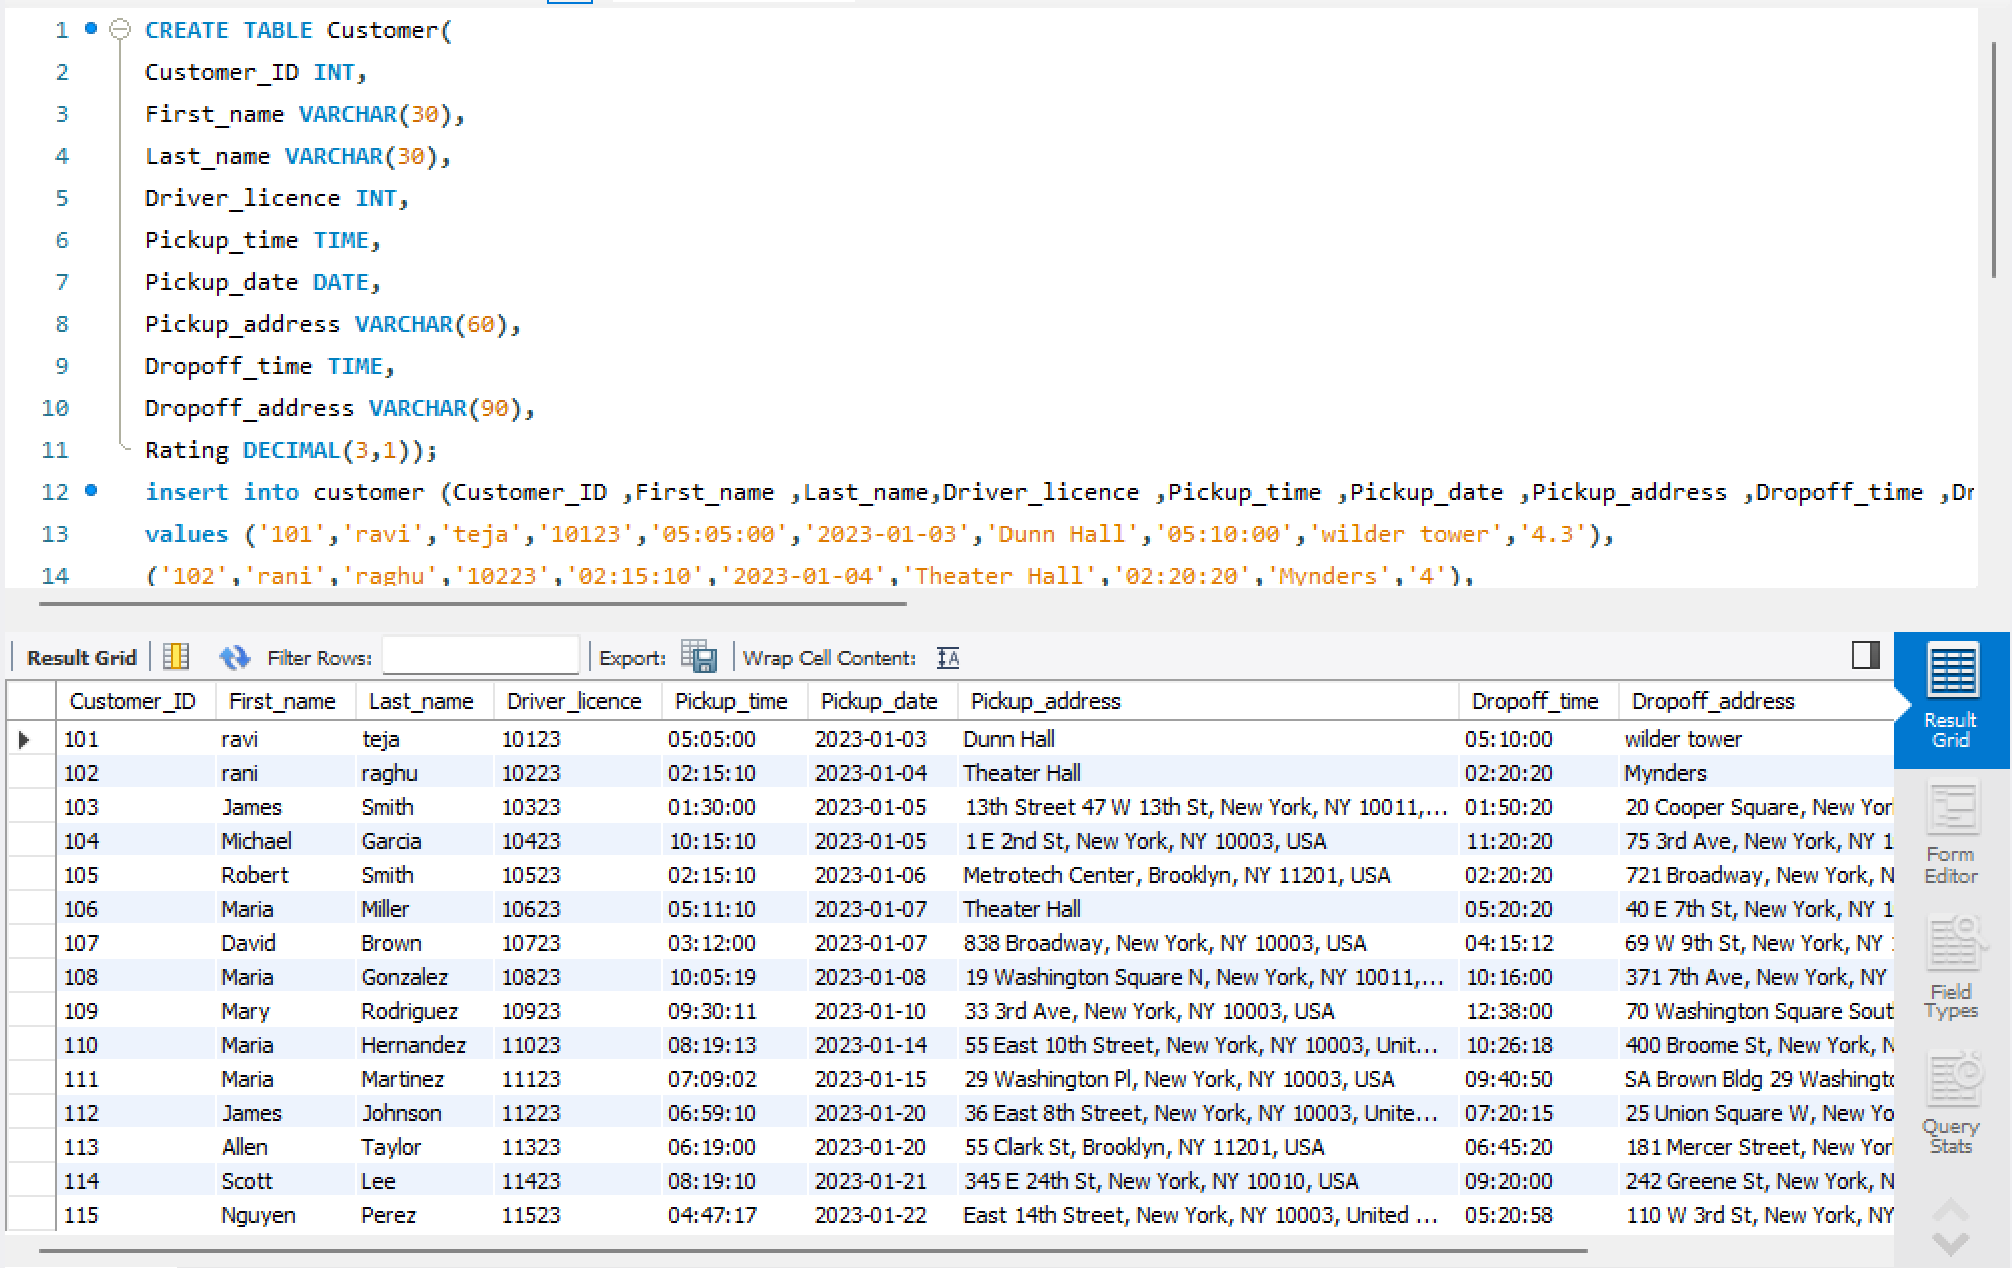 1 CREATE TABLE Customer(
2 Customer_ID INT,
3 First_name VARCHAR(30),
4 Last_name VARCHAR(30),
5 Driver_licence INT,
6 Pickup_time TIME,
7 Pickup_date DATE,
8 Pickup_address VARCHAR(60),
9 Dropoff_time TIME,
10 Dropoff_address VARCHAR(90),
11 Rating DECIMAL(3,1));
12 insert into customer (Customer_ID ,First_name ,Last_name,Driver_licence ,Pickup_time ,Pickup_date ,Pickup_address ,Dropoff_time ,Dr
13 values ('101','ravi','teja','10123','05:05:00','2023-01-03','Dunn Hall','05:10:00','wilder tower','4.3'),
14 ('102','rani','raghu','10223','02:15:10','2023-01-04','Theater Hall','02:20:20','Mynders','4'),
Result Grid Filter Rows: Export: Wrap Cell Content: IA
Customer_ID First_name Last_name Driver_licence Pickup_time Pickup_date Pickup_address Dropoff_time Dropoff_address
101 ravi teja 10123 05:05:00 2023-01-03 Dunn Hall 05:10:00 wilder tower
102 rani raghu 10223 02:15:10 2023-01-04 Theater Hall 02:20:20 Mynders
103 James Smith 10323 01:30:00 2023-01-05 13th Street 47 W 13th St, New York, NY 10011,... 01:50:20 20 Cooper Square, New Yor
104 Michael Garcia 10423 10:15:10 2023-01-05 1 E 2nd St, New York, NY 10003, USA 11:20:20 75 3rd Ave, New York, NY 1
105 Robert Smith 10523 02:15:10 2023-01-06 Metrotech Center, Brooklyn, NY 11201, USA 02:20:20 721 Broadway, New York, N
106 Maria Miller 10623 05:11:10 2023-01-07 Theater Hall 05:20:20 40 E 7th St, New York, NY 1
107 David Brown 10723 03:12:00 2023-01-07 838 Broadway, New York, NY 10003, USA 04:15:12 69 W 9th St, New York, NY
108 Maria Gonzalez 10823 10:05:19 2023-01-08 19 Washington Square N, New York, NY 10011,... 10:16:00 371 7th Ave, New York, NY
109 Mary Rodriguez 10923 09:30:11 2023-01-10 33 3rd Ave, New York, NY 10003, USA 12:38:00 70 Washington Square Sout
110 Maria Hernandez 11023 08:19:13 2023-01-14 55 East 10th Street, New York, NY 10003, Unit... 10:26:18 400 Broome St, New York, N
111 Maria Martinez 11123 07:09:02 2023-01-15 29 Washington Pl, New York, NY 10003, USA 09:40:50 SA Brown Bldg 29 Washingto
112 James Johnson 11223 06:59:10 2023-01-20 36 East 8th Street, New York, NY 10003, Unite... 07:20:15 25 Union Square W, New Yo
113 Allen Taylor 11323 06:19:00 2023-01-20 55 Clark St, Brooklyn, NY 11201, USA 06:45:20 181 Mercer Street, New Yor
114 Scott Lee 11423 08:19:10 2023-01-21 345 E 24th St, New York, NY 10010, USA 09:20:00 242 Greene St, New York, N
115 Nguyen Perez 11523 04:47:17 2023-01-22 East 14th Street, New York, NY 10003, United ... 05:20:58 110 W 3rd St, New York, NY
Result
Grid
Form
Editor
Field
Types
Query
Stats